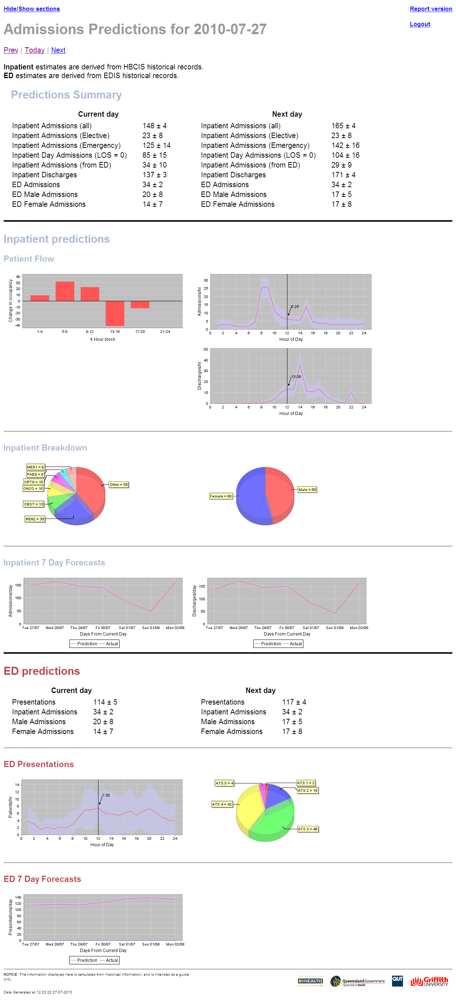 Hide/Show sections
Report version
Logout
Admissions Predictions for 2010-07-27
Prev | Today | Next
Inpatient estimates are derived from HBCIS historical records.
ED estimates are derived from EDIS historical records.
Predictions Summary
Current day
Inpatient Admissions (all) 148 ± 4
Inpatient Admissions (Elective) 23 ± 8
Inpatient Admissions (Emergency) 125 ± 14
Inpatient Day Admissions (LOS = 0) 85 ± 15
Inpatient Admissions (from ED) 34 ± 10
Inpatient Discharges 137 ± 3
ED Admissions 34 ± 2
ED Male Admissions 20 ± 8
ED Female Admissions 14 ± 7
Next day
Inpatient Admissions (all) 165 ± 4
Inpatient Admissions (Elective) 23 ± 8
Inpatient Admissions (Emergency) 142 ± 16
Inpatient Day Admissions (LOS = 0) 104 ± 16
Inpatient Admissions (from ED) 29 ± 9
Inpatient Discharges 171 ± 4
ED Admissions 34 ± 2
ED Male Admissions 17 ± 5
ED Female Admissions 17 ± 8
Inpatient predictions
Patient Flow
Change in occupancy
40
30
20
10
0
-10
-20
-30
-40
1-4 5-8 9-12 13-16 17-20 21-24
4 Hour block
Admissions/hr
30
25
20
15
10
5
0
6.25
0 2 4 6 8 10 12 14 16 18 20 22 24
Hour of Day
Discharges/hr
50
40
30
20
10
0
13.08
0 2 4 6 8 10 12 14 16 18 20 22 24
Hour of Day
Inpatient Breakdown
MED1 = 9
PAED = 6
ORTH = 10
ONCO = 16
OBST = 13
REN2 = 35
Other = 59
Female = 80
Male = 68
Inpatient 7 Day Forecasts
Admissions/day
150
100
50
0
Tue 27/07 Wed 28/07 Thu 29/07 Fri 30/07 Sat 31/07 Sun 01/08 Mon 02/08
Days From Current Day
Prediction Actual
Discharges/day
150
100
50
0
Tue 27/07 Wed 28/07 Thu 29/07 Fri 30/07 Sat 31/07 Sun 01/08 Mon 02/08
Days From Current Day
Prediction Actual
ED predictions
Current day
Presentations 114 ± 5
Inpatient Admissions 34 ± 2
Male Admissions 20 ± 8
Female Admissions 14 ± 7
Next day
Presentations 117 ± 4
Inpatient Admissions 34 ± 2
Male Admissions 17 ± 5
Female Admissions 17 ± 8
ED Presentations
Patients/hr
14
12
10
8
6
4
2
0
7.50
0 2 4 6 8 10 12 14 16 18 20 22 24
Hour of Day
ATS 5 = 4
ATS 1 = 2
ATS 2 = 18
ATS 4 = 42
ATS 3 = 48
ED 7 Day Forecasts
Presentations/day
140
120
100
80
60
40
20
0
Tue 27/07 Wed 28/07 Thu 29/07 Fri 30/07 Sat 31/07 Sun 01/08 Mon 02/08
Days From Current Day
Prediction Actual
NOTICE: The information displayed here is calculated from historical information, and is intended as a guide
only.
Data Generated at 12:23:22 27-07-2010
THE AUSTRALIAN
E-HEALTH
RESEARCH CENTRE
Queensland Government
Queensland Health
QUT
Griffith
UNIVERSITY